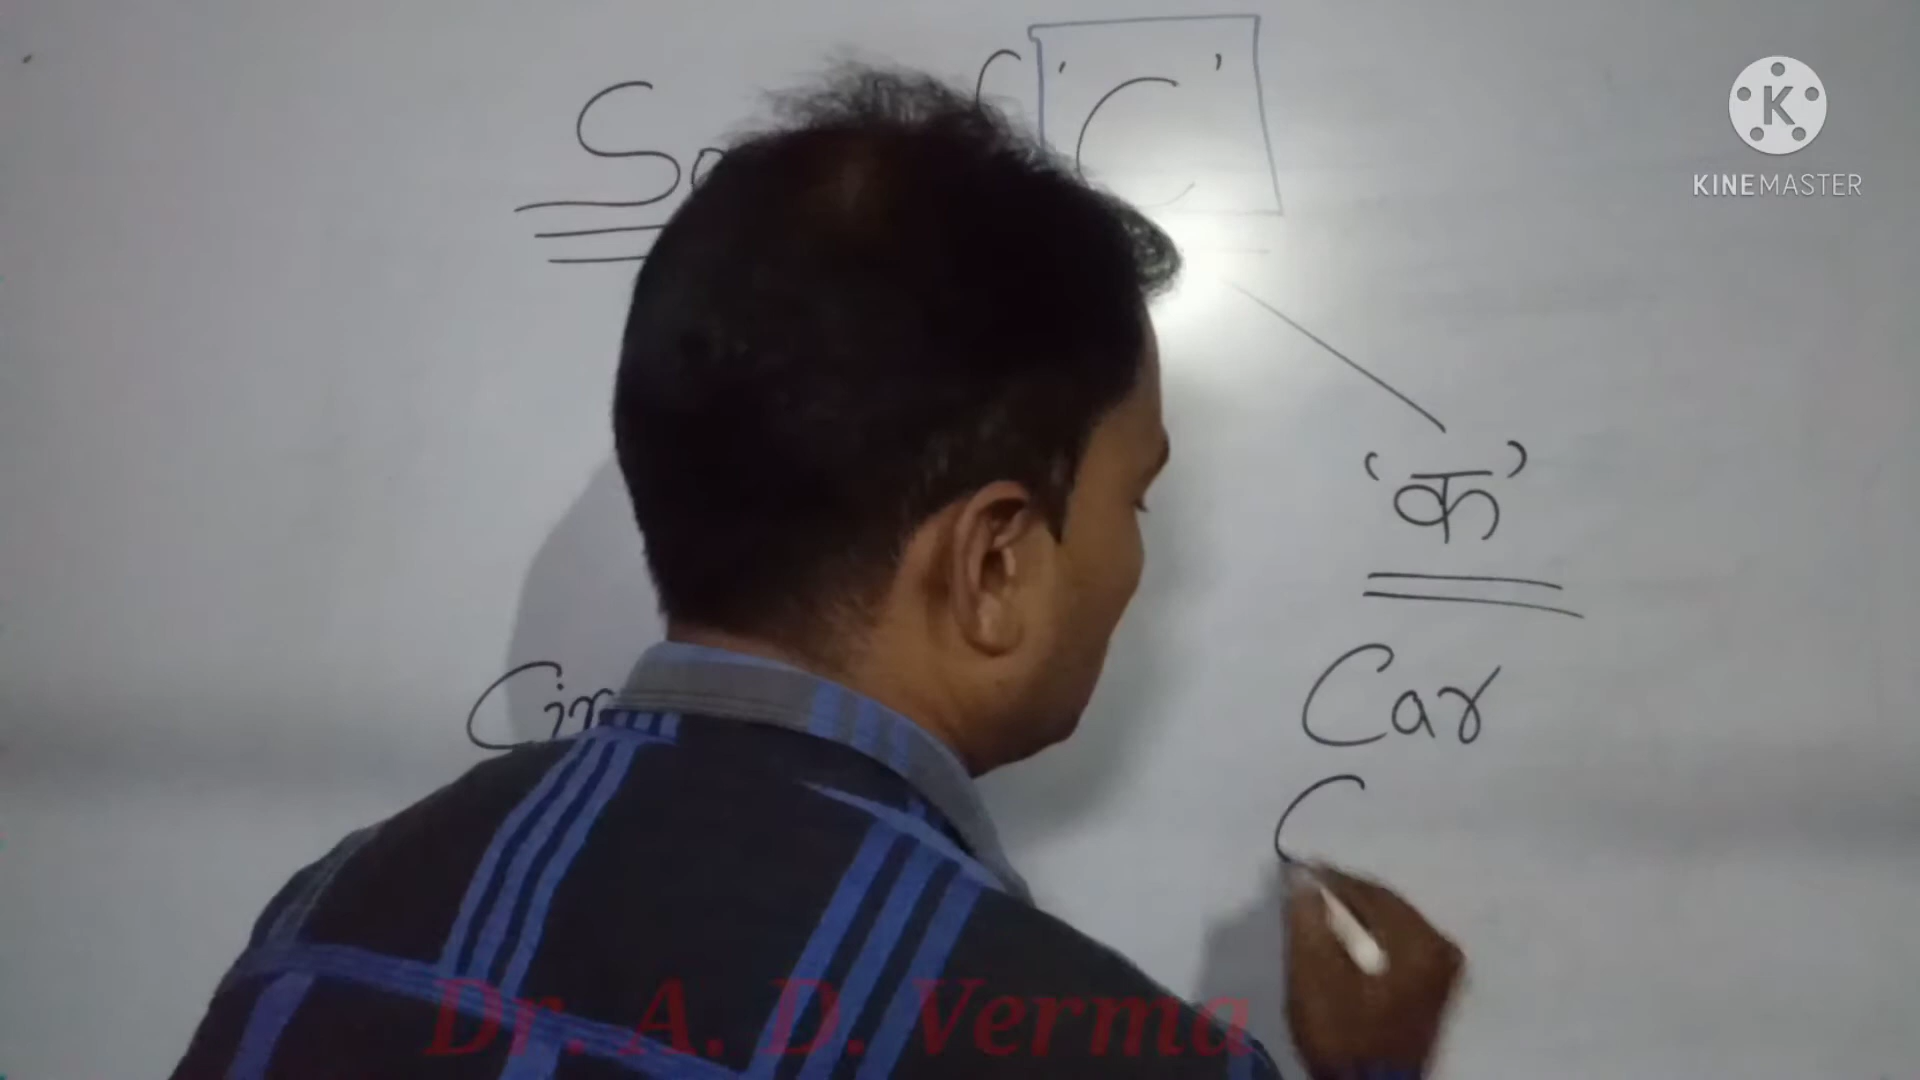 'C'
KINEMASTER
'क'
Car
C
Dr. A. D. Verma